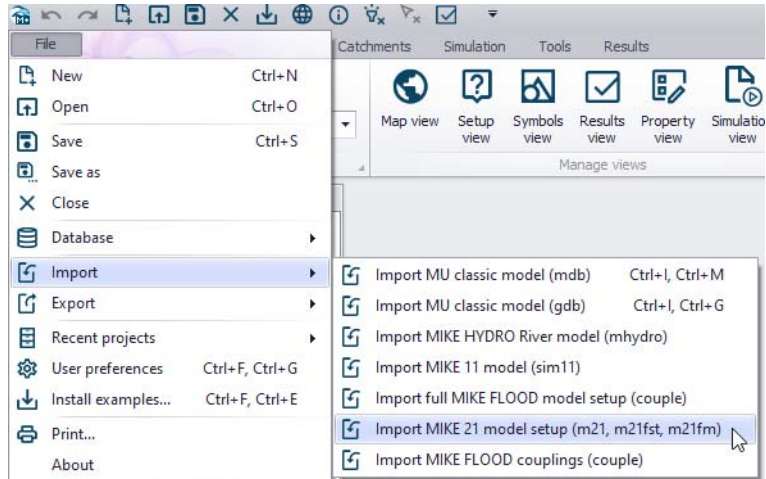 File
Catchments Simulation Tools Results
New Ctrl+N
Open Ctrl+O
Save Ctrl+S
Save as
Close
Database
Import
Export
Recent projects
User preferences Ctrl+F, Ctrl+G
Install examples... Ctrl+F, Ctrl+E
Print...
About
Map view
Setup view
Symbols view
Results view
Property view
Simulatio view
Manage views
Import MU classic model (mdb) Ctrl+I, Ctrl+M
Import MU classic model (gdb) Ctrl+I, Ctrl+G
Import MIKE HYDRO River model (mhydro)
Import MIKE 11 model (sim11)
Import full MIKE FLOOD model setup (couple)
Import MIKE 21 model setup (m21, m21fst, m21fm)
Import MIKE FLOOD couplings (couple)